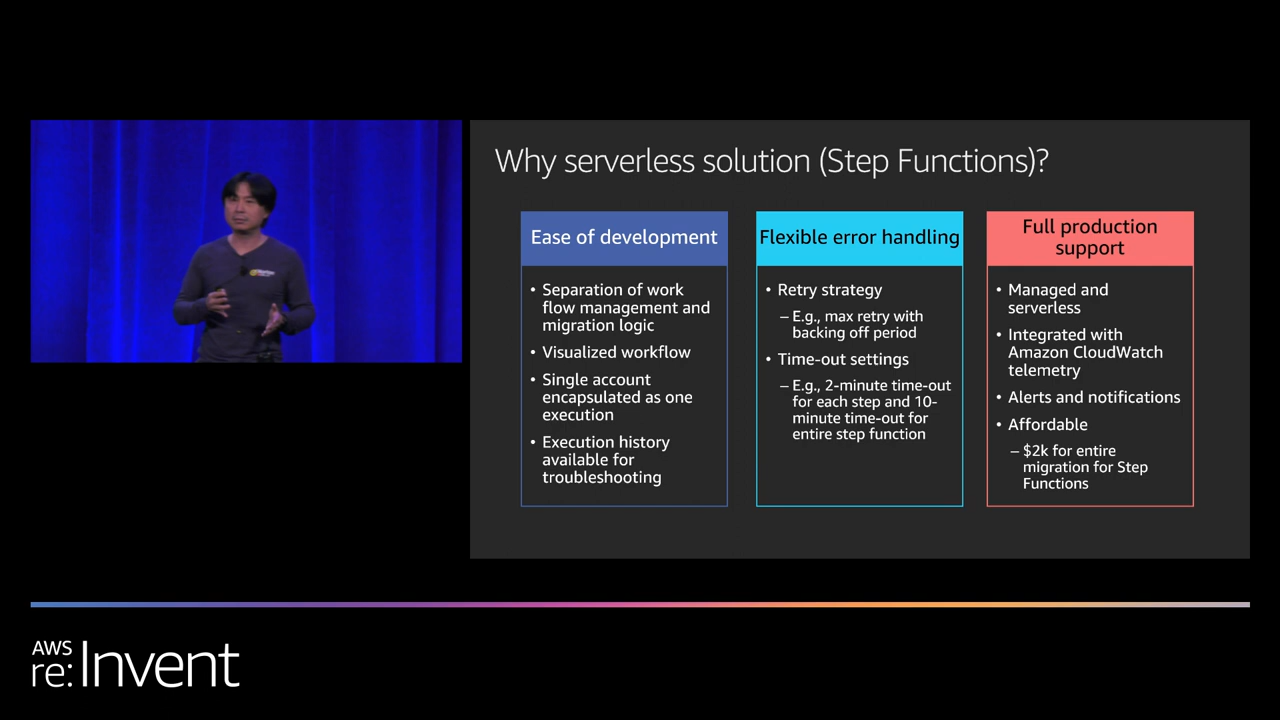 Why serverless solution (Step Functions)?
Ease of development
• Separation of work
flow management and
migration logic
• Visualized workflow
• Single account
encapsulated as one
execution
• Execution history
available for
troubleshooting
Flexible error handling
• Retry strategy
– E.g., max retry with
backing off period
• Time-out settings
– E.g., 2-minute time-out
for each step and 10-
minute time-out for
entire step function
Full production
support
• Managed and
serverless
• Integrated with
Amazon CloudWatch
telemetry
• Alerts and notifications
• Affordable
– $2k for entire
migration for Step
Functions
AWS
re:Invent